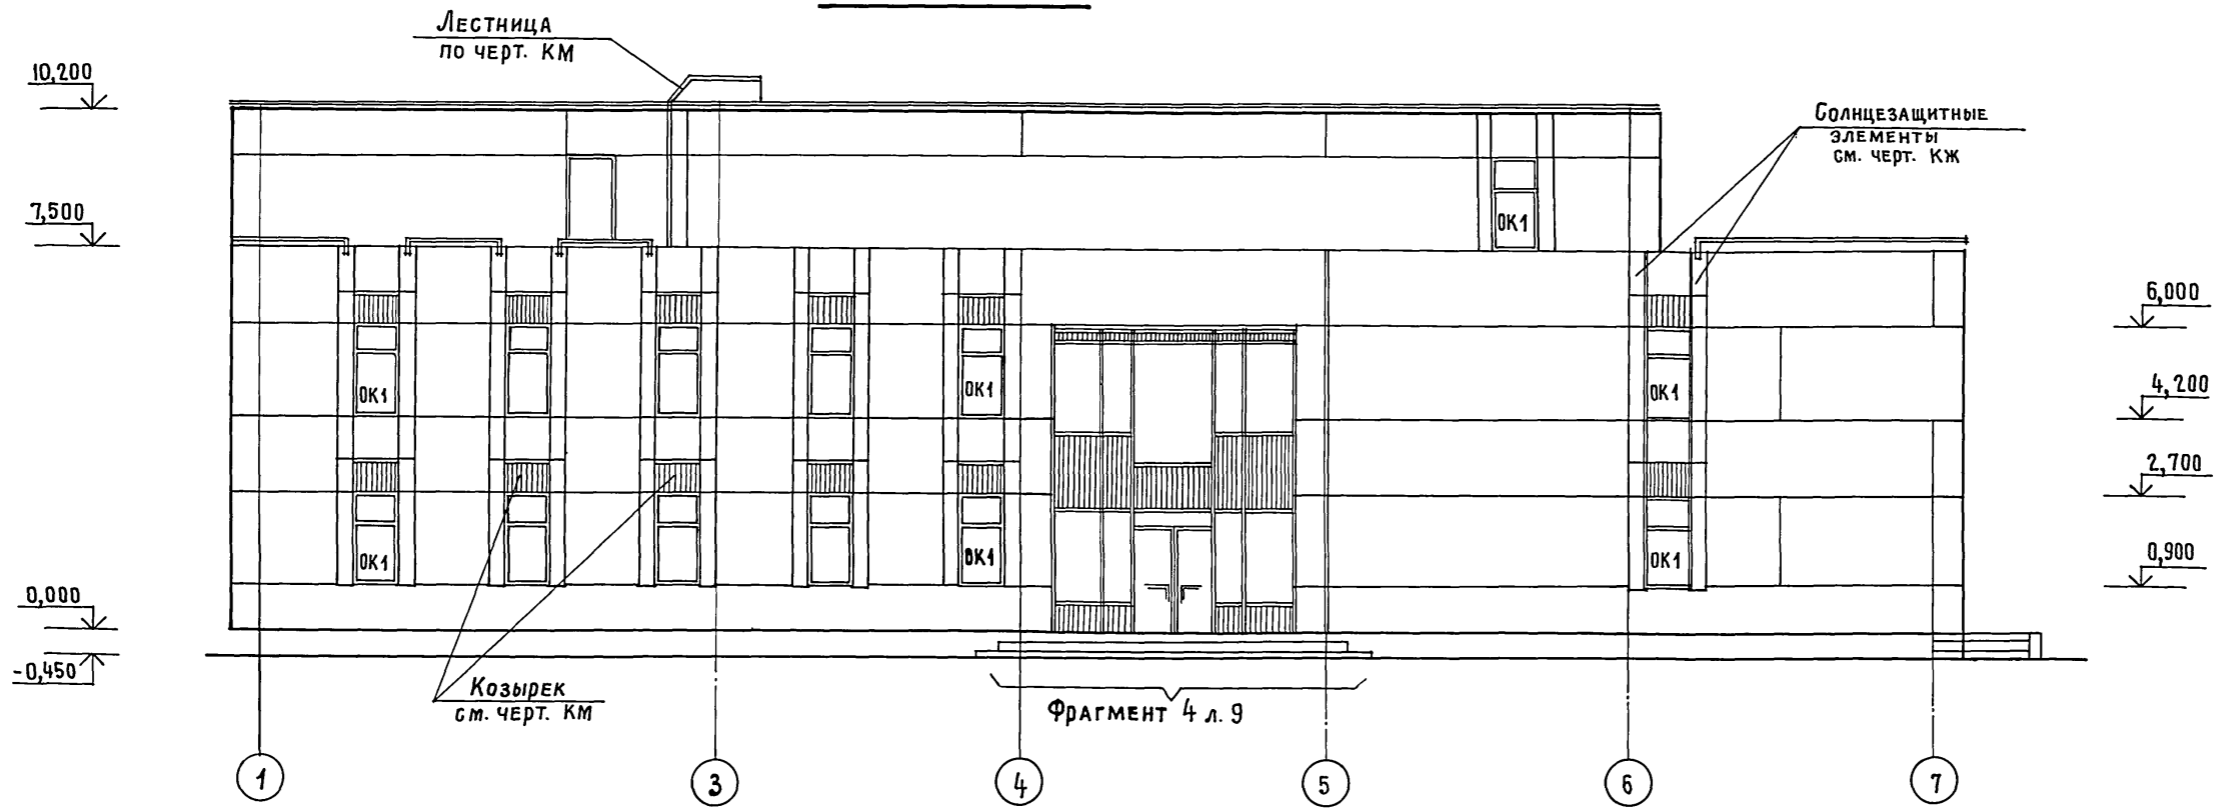 Лестница
по черт. КМ
10,200
Солнцезащитные
элементы
см. черт. КЖ
7,500
ОК1
6,000
ОК1
ОК1
ОК1
4,200
2,700
ОК1
ОК1
ОК1
0,900
0,000
-0,450
Козырек
см. черт. КМ
Фрагмент 4 л. 9
1
3
4
5
6
7